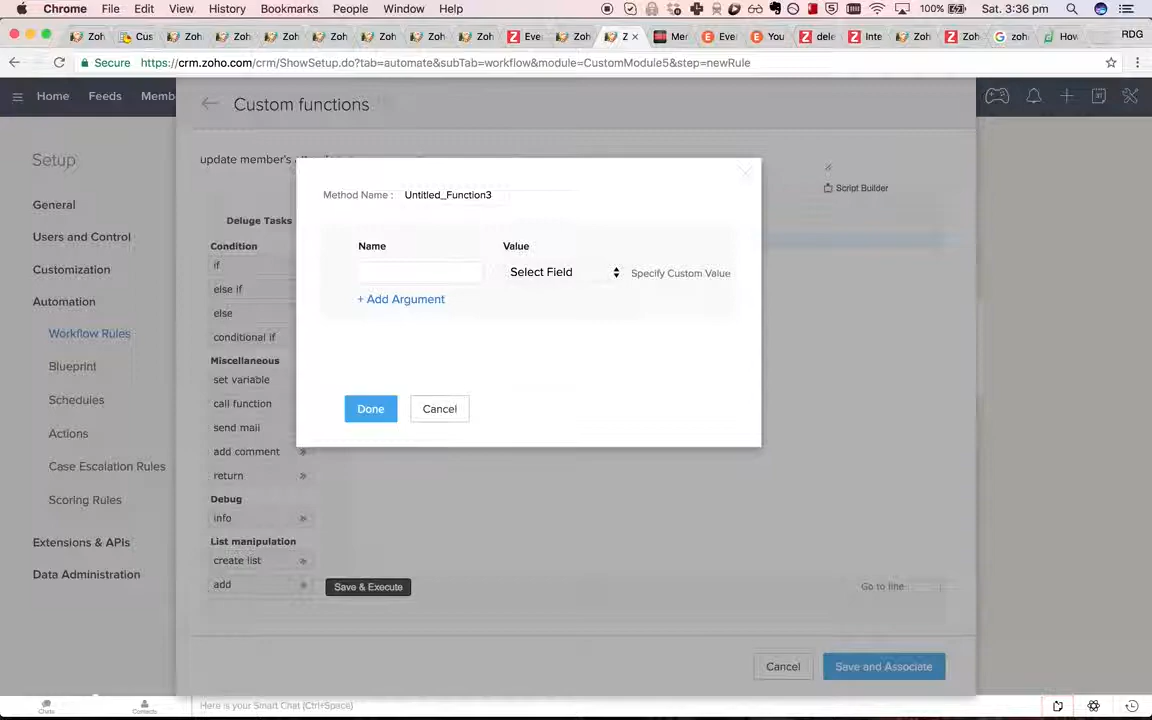 Chrome File Edit View History Bookmarks People Window Help 100% Sat. 3:36 pm
Zoh Cus Zoh Zoh Zoh Zoh Zoh Zoh Zoh Eve Zoh Z Mer Eve You dele Inte Zoh Zoh zoh How RDG
Secure https://crm.zoho.com/crm/ShowSetup.do?tab=automate&subTab=workflow&module=CustomModule5&step=newRule
Home Feeds Memb
Custom functions
Setup
update member's
Script Builder
Method Name : Untitled_Function3
General
Deluge Tasks
Users and Control
Condition
Name Value
if
Select Field Specify Custom Value
Customization
else if
+ Add Argument
Automation
else
Workflow Rules
conditional if
Blueprint
Miscellaneous
set variable
Schedules
call function
Done Cancel
Actions
send mail
add comment
Case Escalation Rules
return
Scoring Rules
Debug
info
Extensions & APIs
List manipulation
create list
Data Administration
add
Save & Execute
Go to line
Cancel Save and Associate
Chats Contacts Here is your Smart Chat (Ctrl+Space)